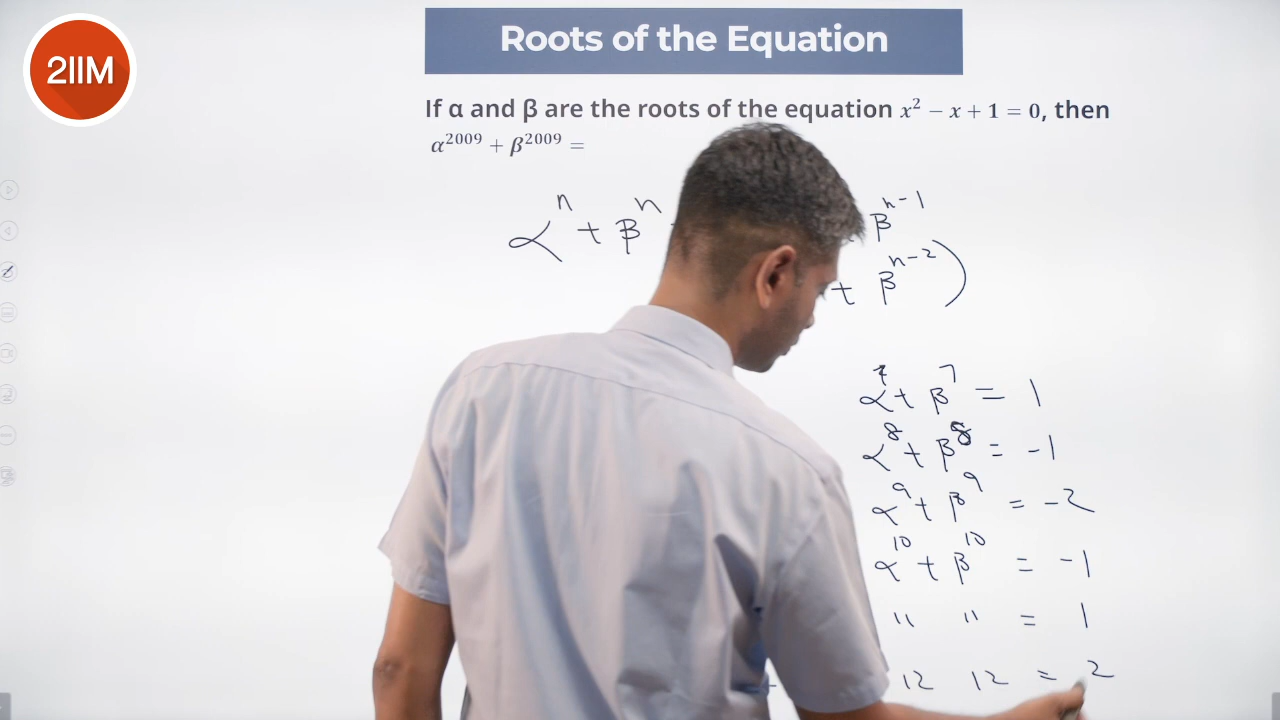 2IIM
Roots of the Equation
If α and β are the roots of the equation x² − x + 1 = 0, then
α²⁰⁰⁹ + β²⁰⁰⁹ =
αⁿ + βⁿ βⁿ⁻¹
+ βⁿ⁻²)
α⁷ + β⁷ = 1
α⁸ + β⁸ = -1
α⁹ + β⁹ = -2
α¹⁰ + β¹⁰ = -1
11 11 = 1
12 12 = 2